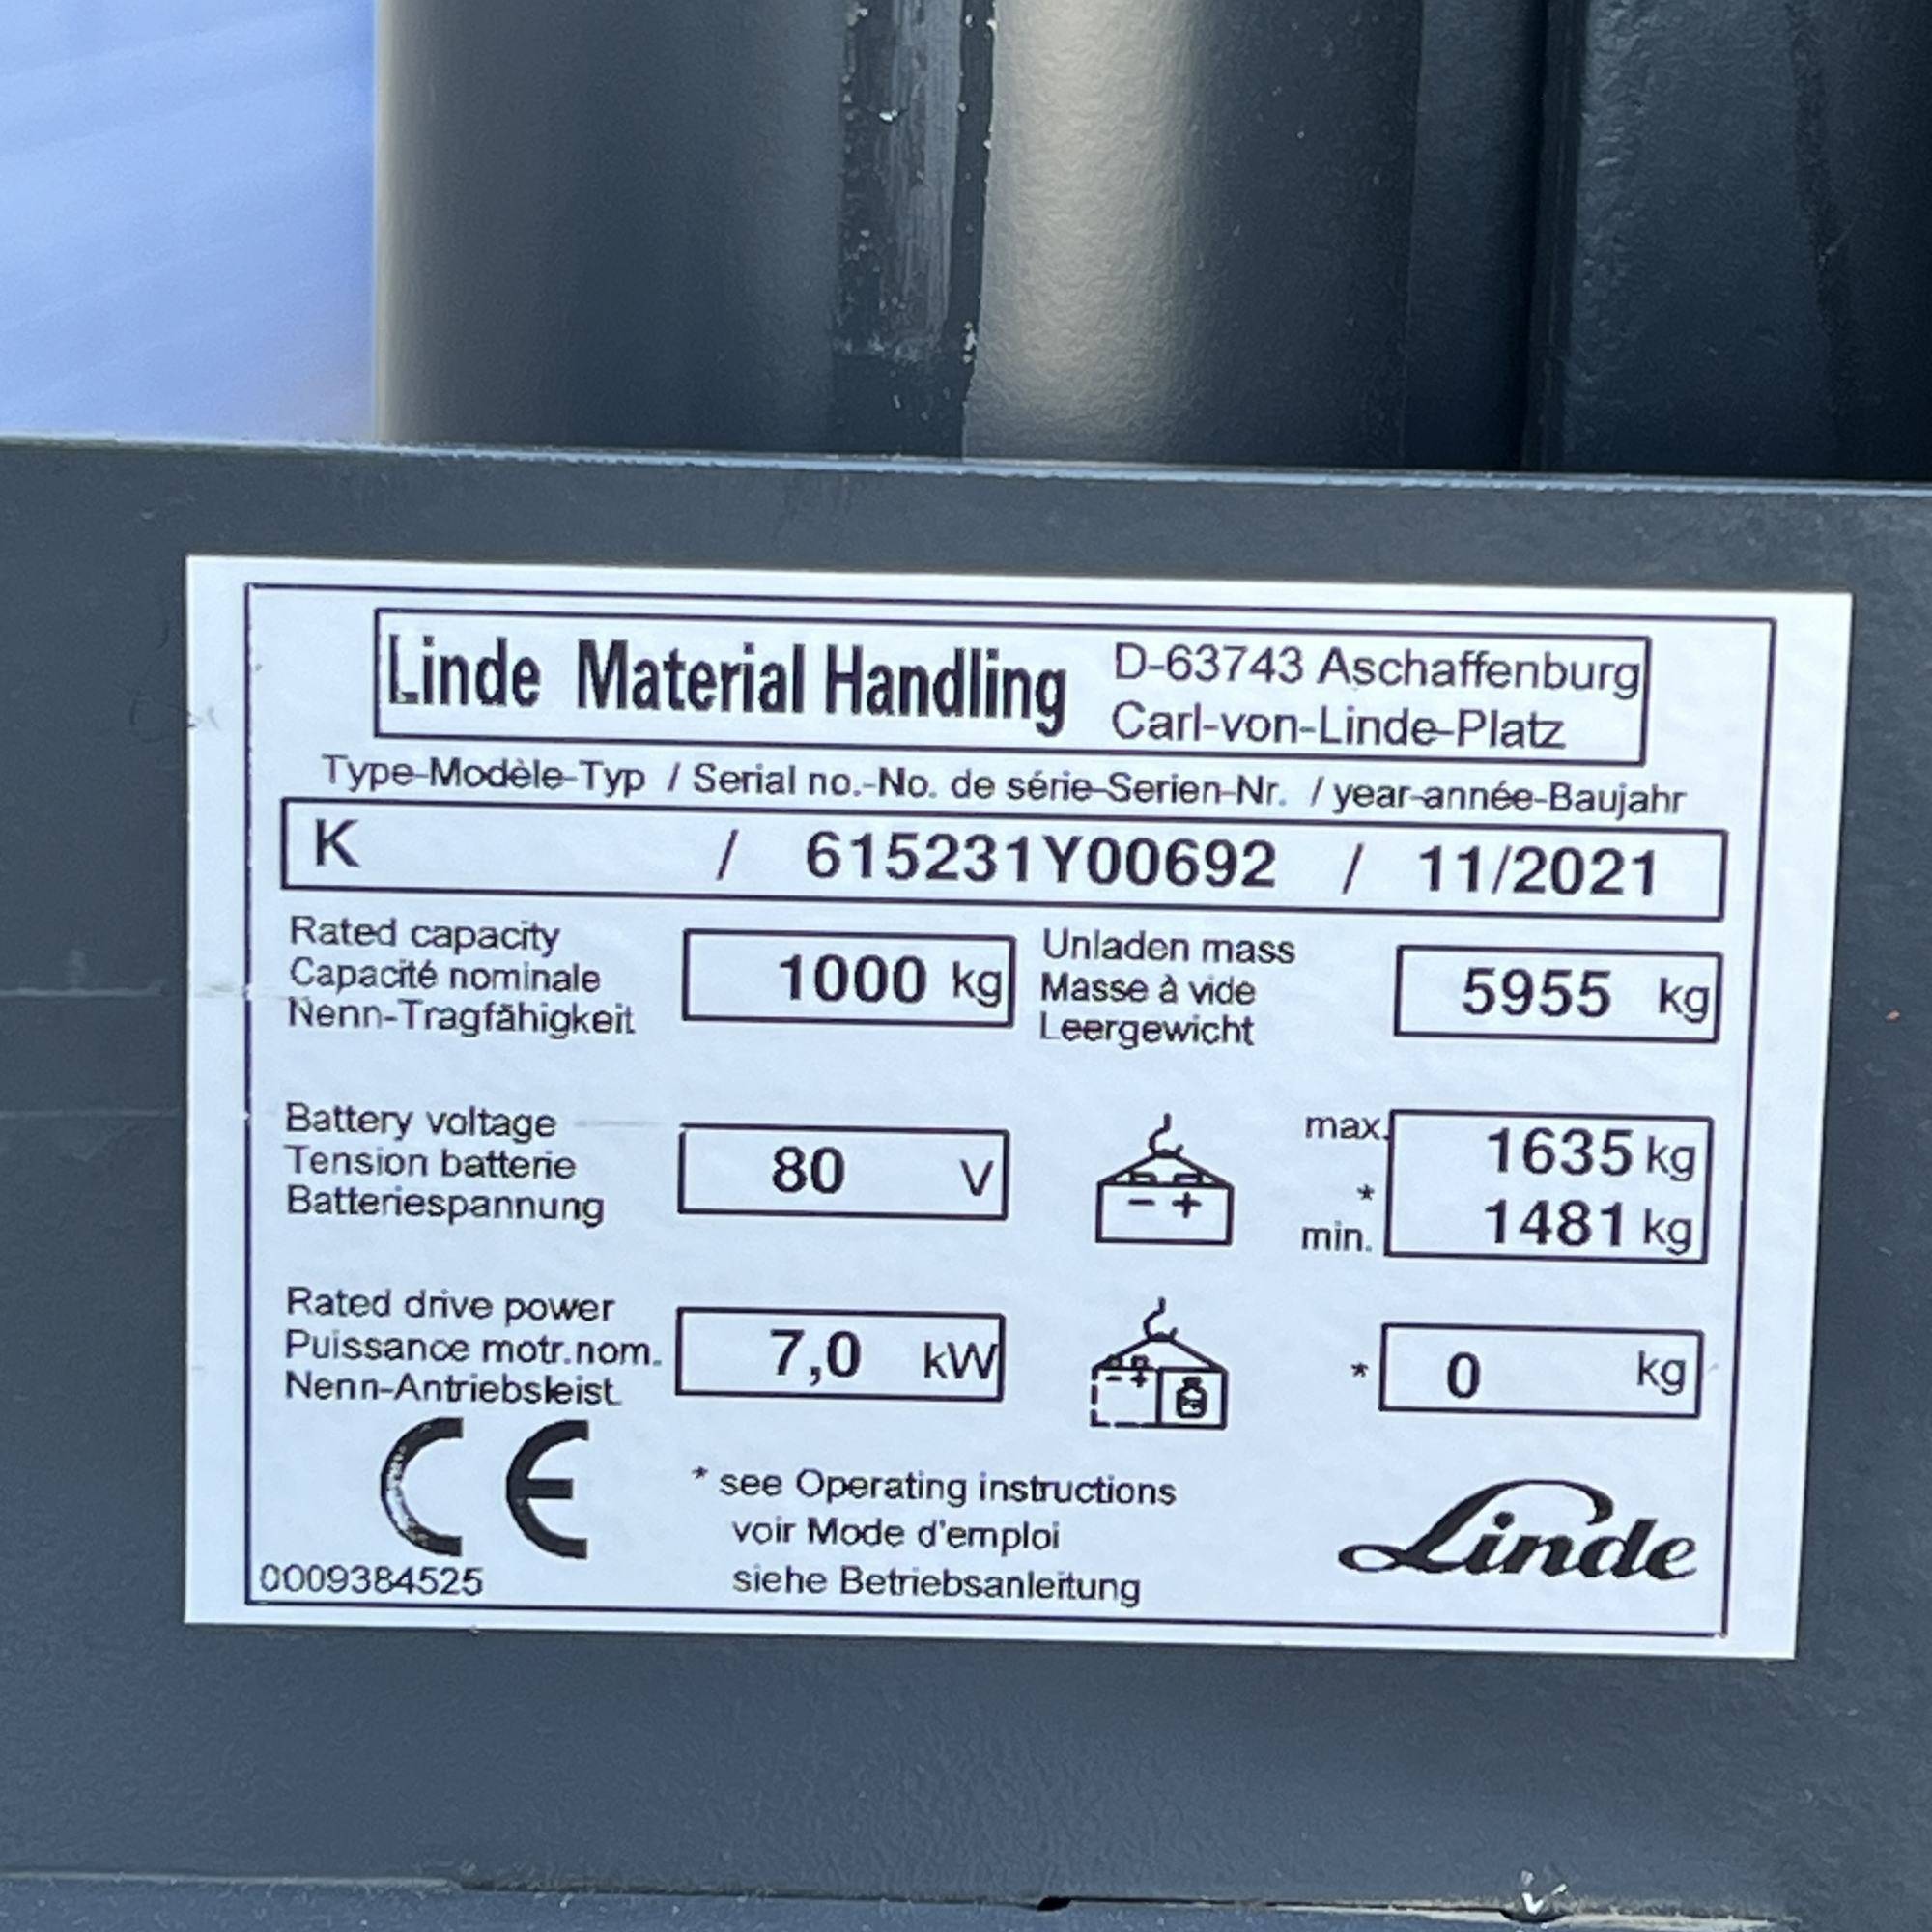 Linde Material Handling
D-63743 Aschaffenburg
Carl-von-Linde-Platz
Type-Modèle-Typ / Serial no.-No. de série-Serien-Nr. / year-année-Baujahr
K / 615231Y00692 / 11/2021
Rated capacity
Capacité nominale
Nenn-Tragfähigkeit
1000 kg
Unladen mass
Masse à vide
Leergewicht
5955 kg
Battery voltage
Tension batterie
Batteriespannung
80 V
- +
max. 1635 kg
*
min. 1481 kg
Rated drive power
Puissance motr.nom.
Nenn-Antriebsleist.
7,0 kW
- +
* 0 kg
CE
0009384525
* see Operating instructions
voir Mode d'emploi
siehe Betriebsanleitung
Linde